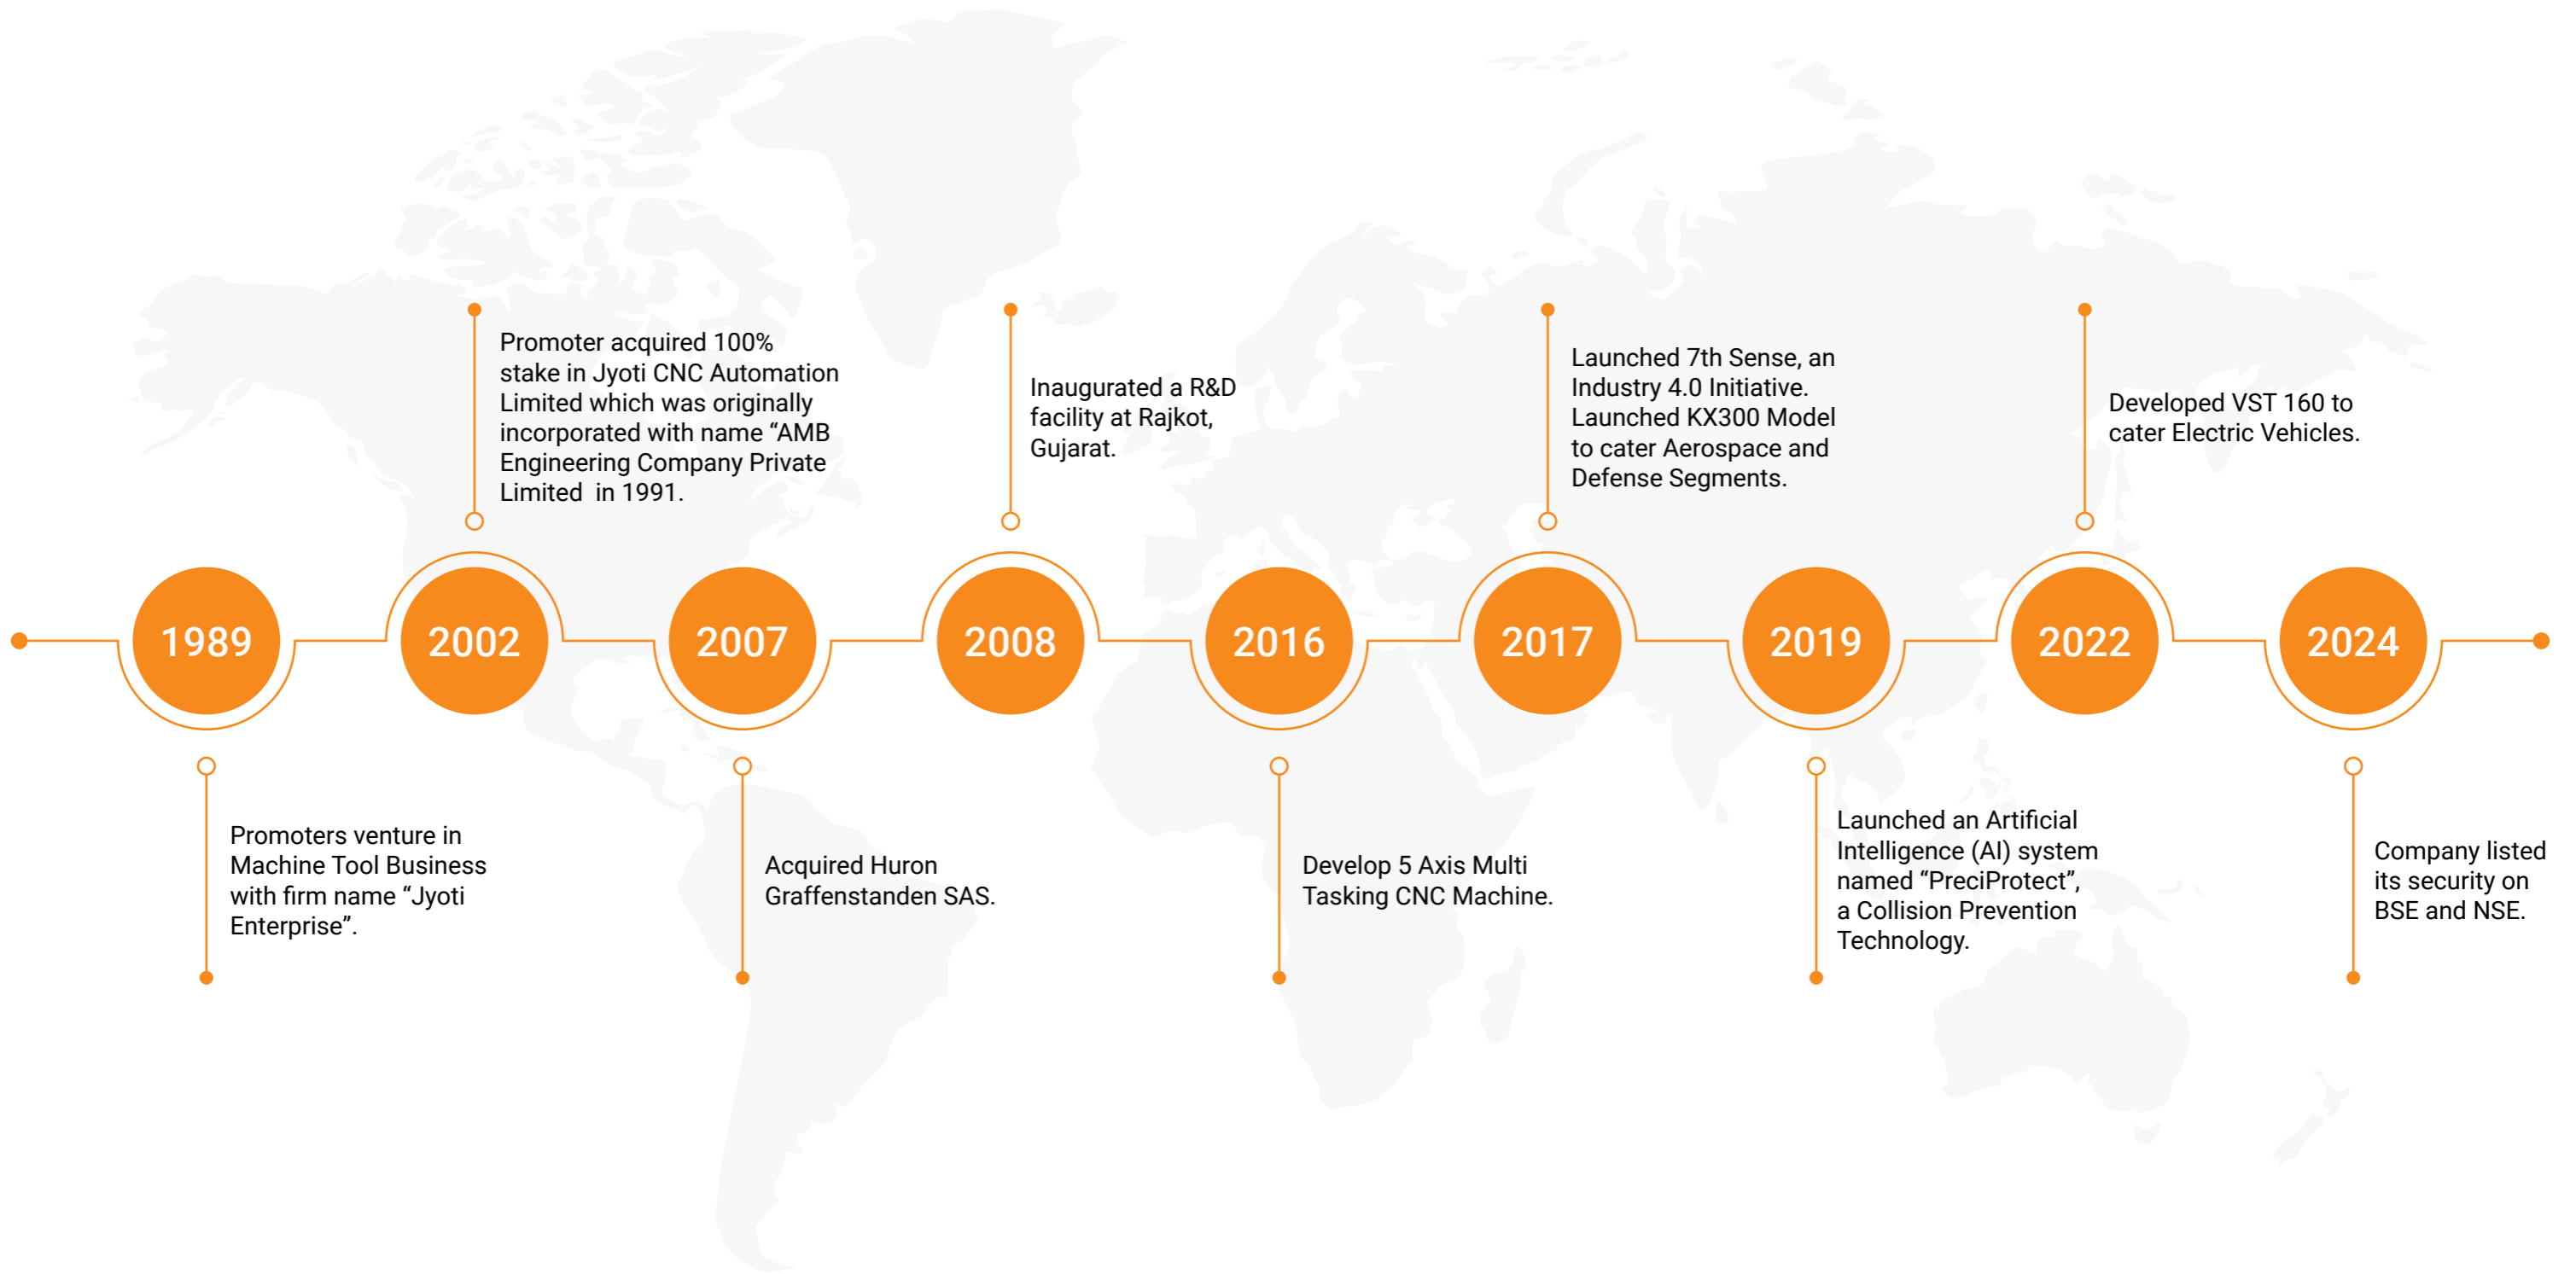 Promoter acquired 100%
stake in Jyoti CNC Automation
Limited which was originally
incorporated with name “AMB
Engineering Company Private
Limited  in 1991.
Inaugurated a R&D
facility at Rajkot,
Gujarat.
Launched 7th Sense, an
Industry 4.0 Initiative.
Launched KX300 Model
to cater Aerospace and
Defense Segments.
Developed VST 160 to
cater Electric Vehicles.
1989
2002
2007
2008
2016
2017
2019
2022
2024
Promoters venture in
Machine Tool Business
with firm name “Jyoti
Enterprise”.
Acquired Huron
Graffenstanden SAS.
Develop 5 Axis Multi
Tasking CNC Machine.
Launched an Artificial
Intelligence (AI) system
named “PreciProtect”,
a Collision Prevention
Technology.
Company listed
its security on
BSE and NSE.